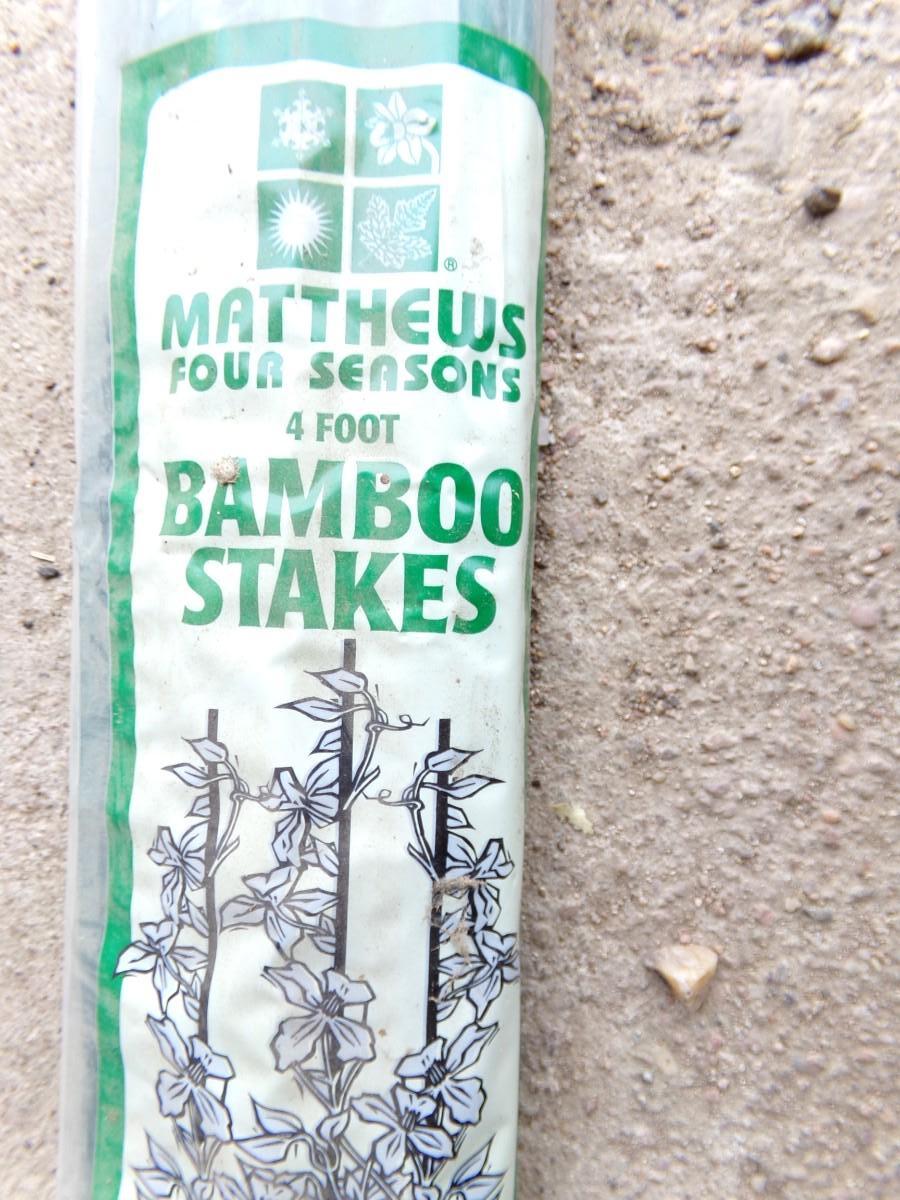 ®
MATTHEWS
FOUR SEASONS
4 FOOT
BAMBOO
STAKES